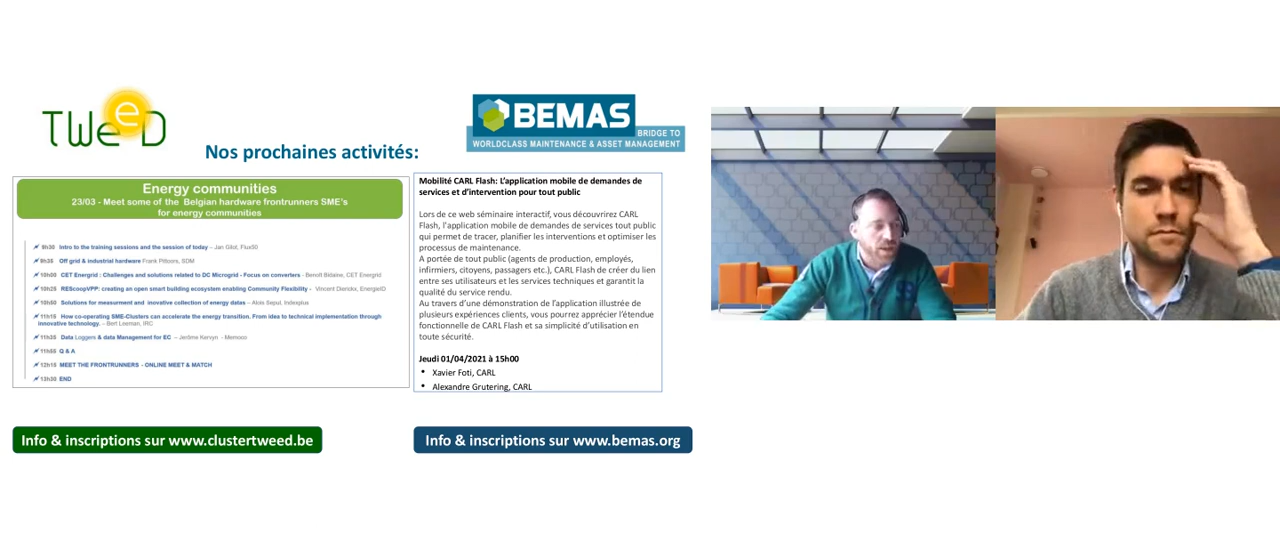 TWeeD
Nos prochaines activités:
BEMAS
BRIDGE TO
WORLDCLASS MAINTENANCE & ASSET MANAGEMENT
Energy communities
23/03 - Meet some of the Belgian hardware frontrunners SME's
for energy communities
9h30 Intro to the training sessions and the session of today – Jan Gilot, Flux50
9h35 Off grid & industrial hardware Frank Pittoors, SDM
10h00 CET Energrid : Challenges and solutions related to DC Microgrid - Focus on converters - Benoît Bidaine, CET Energrid
10h25 REScoopVPP: creating an open smart building ecosystem enabling Community Flexibility - Vincent Dierickx, EnergieID
10h50 Solutions for measurment and inovative collection of energy datas – Aloïs Sepul, Indeoplus
11h15 How co-operating SME-Clusters can accelerate the energy transition. From idea to technical implementation through
innovative technology. - Bert Leeman, IRC
11h35 Data Loggers & data Management for EC – Jerôme Kervyn - Memoco
11h55 Q & A
12h15 MEET THE FRONTRUNNERS - ONLINE MEET & MATCH
13h30 END
Mobilité CARL Flash: L'application mobile de demandes de
services et d'intervention pour tout public
Lors de ce web séminaire interactif, vous découvrirez CARL
Flash, l'application mobile de demandes de services tout public
qui permet de tracer, planifier les interventions et optimiser les
processus de maintenance.
A portée de tout public (agents de production, employés,
infirmiers, citoyens, passagers etc.), CARL Flash de créer du lien
entre ses utilisateurs et les services techniques et garantit la
qualité du service rendu.
Au travers d'une démonstration de l'application illustrée de
plusieurs expériences clients, vous pourrez apprécier l'étendue
fonctionnelle de CARL Flash et sa simplicité d'utilisation en
toute sécurité.
Jeudi 01/04/2021 à 15h00
• Xavier Foti, CARL
• Alexandre Grutering, CARL
Info & inscriptions sur www.clustertweed.be
Info & inscriptions sur www.bemas.org